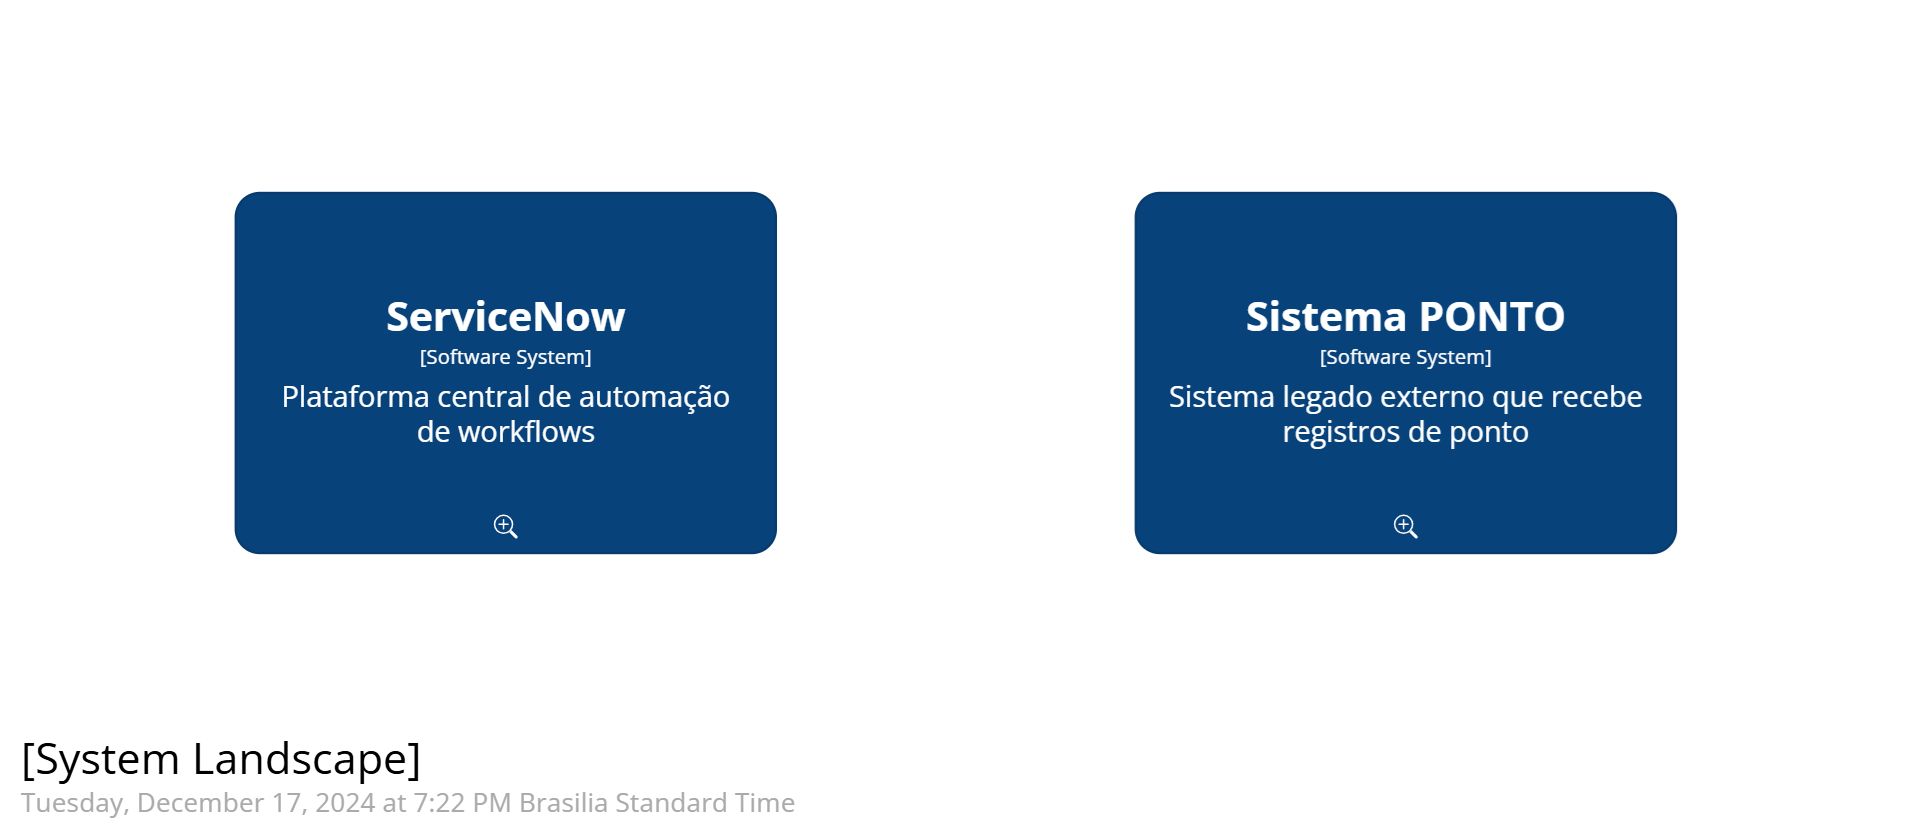 ServiceNow
[Software System]
Plataforma central de automação
de workflows
Sistema PONTO
[Software System]
Sistema legado externo que recebe
registros de ponto
[System Landscape]
Tuesday, December 17, 2024 at 7:22 PM Brasilia Standard Time